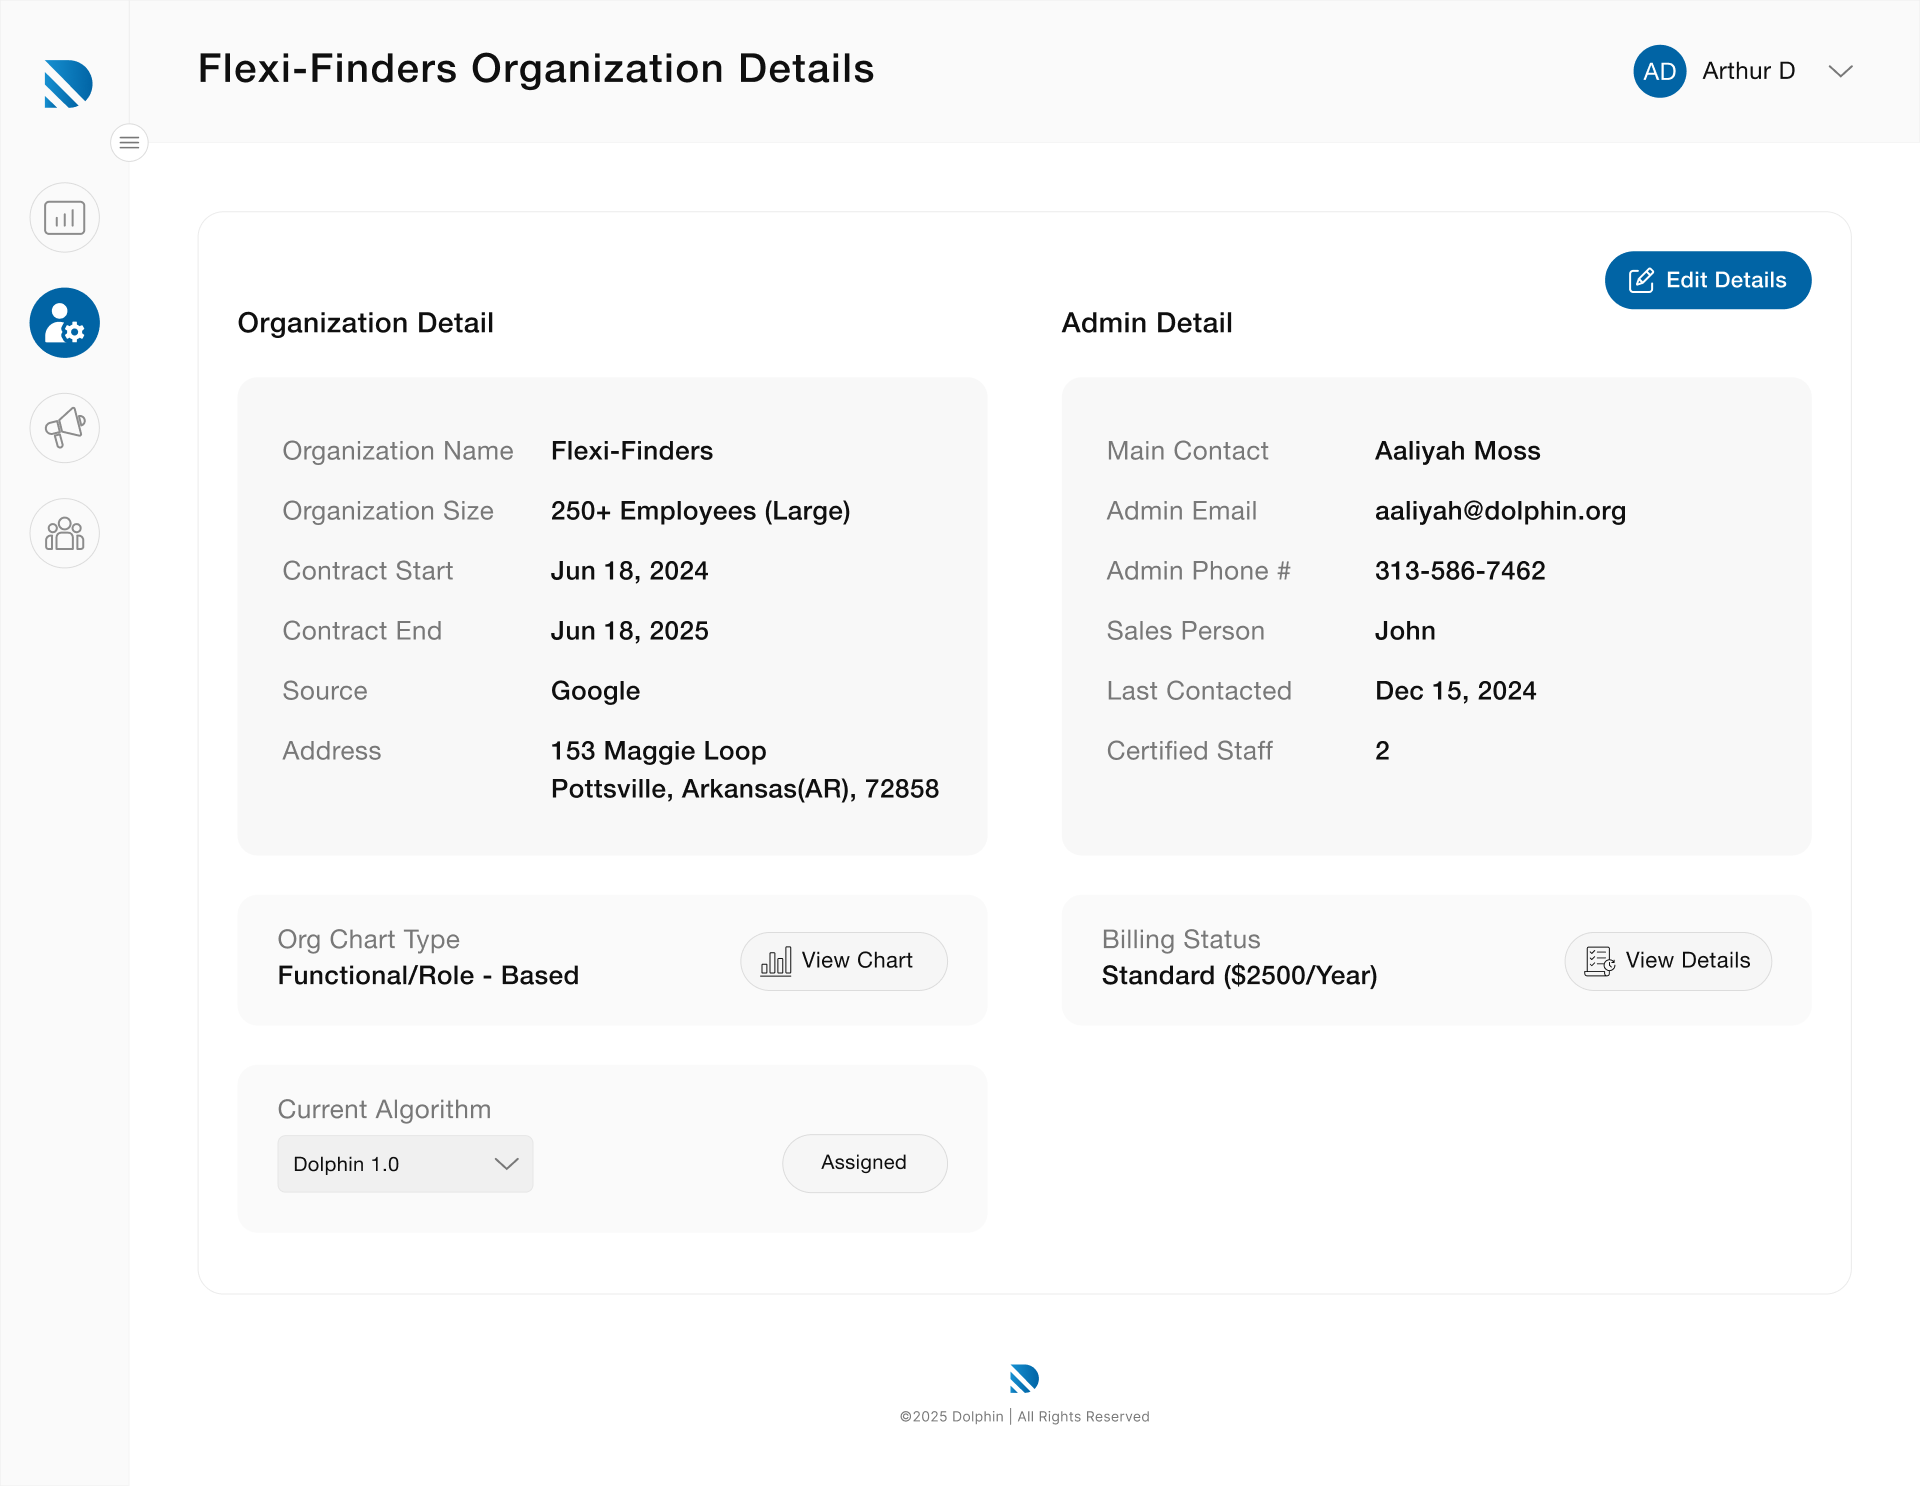 Flexi-Finders Organization Details
AD
Arthur D
Edit Details
Organization Detail
Organization Name
Flexi-Finders
Organization Size
250+ Employees (Large)
Contract Start
Jun 18, 2024
Contract End
Jun 18, 2025
Source
Google
Address
153 Maggie Loop
Pottsville, Arkansas(AR), 72858
Admin Detail
Main Contact
Aaliyah Moss
Admin Email
aaliyah@dolphin.org
Admin Phone #
313-586-7462
Sales Person
John
Last Contacted
Dec 15, 2024
Certified Staff
2
Org Chart Type
Functional/Role - Based
View Chart
Billing Status
Standard ($2500/Year)
View Details
Current Algorithm
Dolphin 1.0
Assigned
©2025 Dolphin | All Rights Reserved